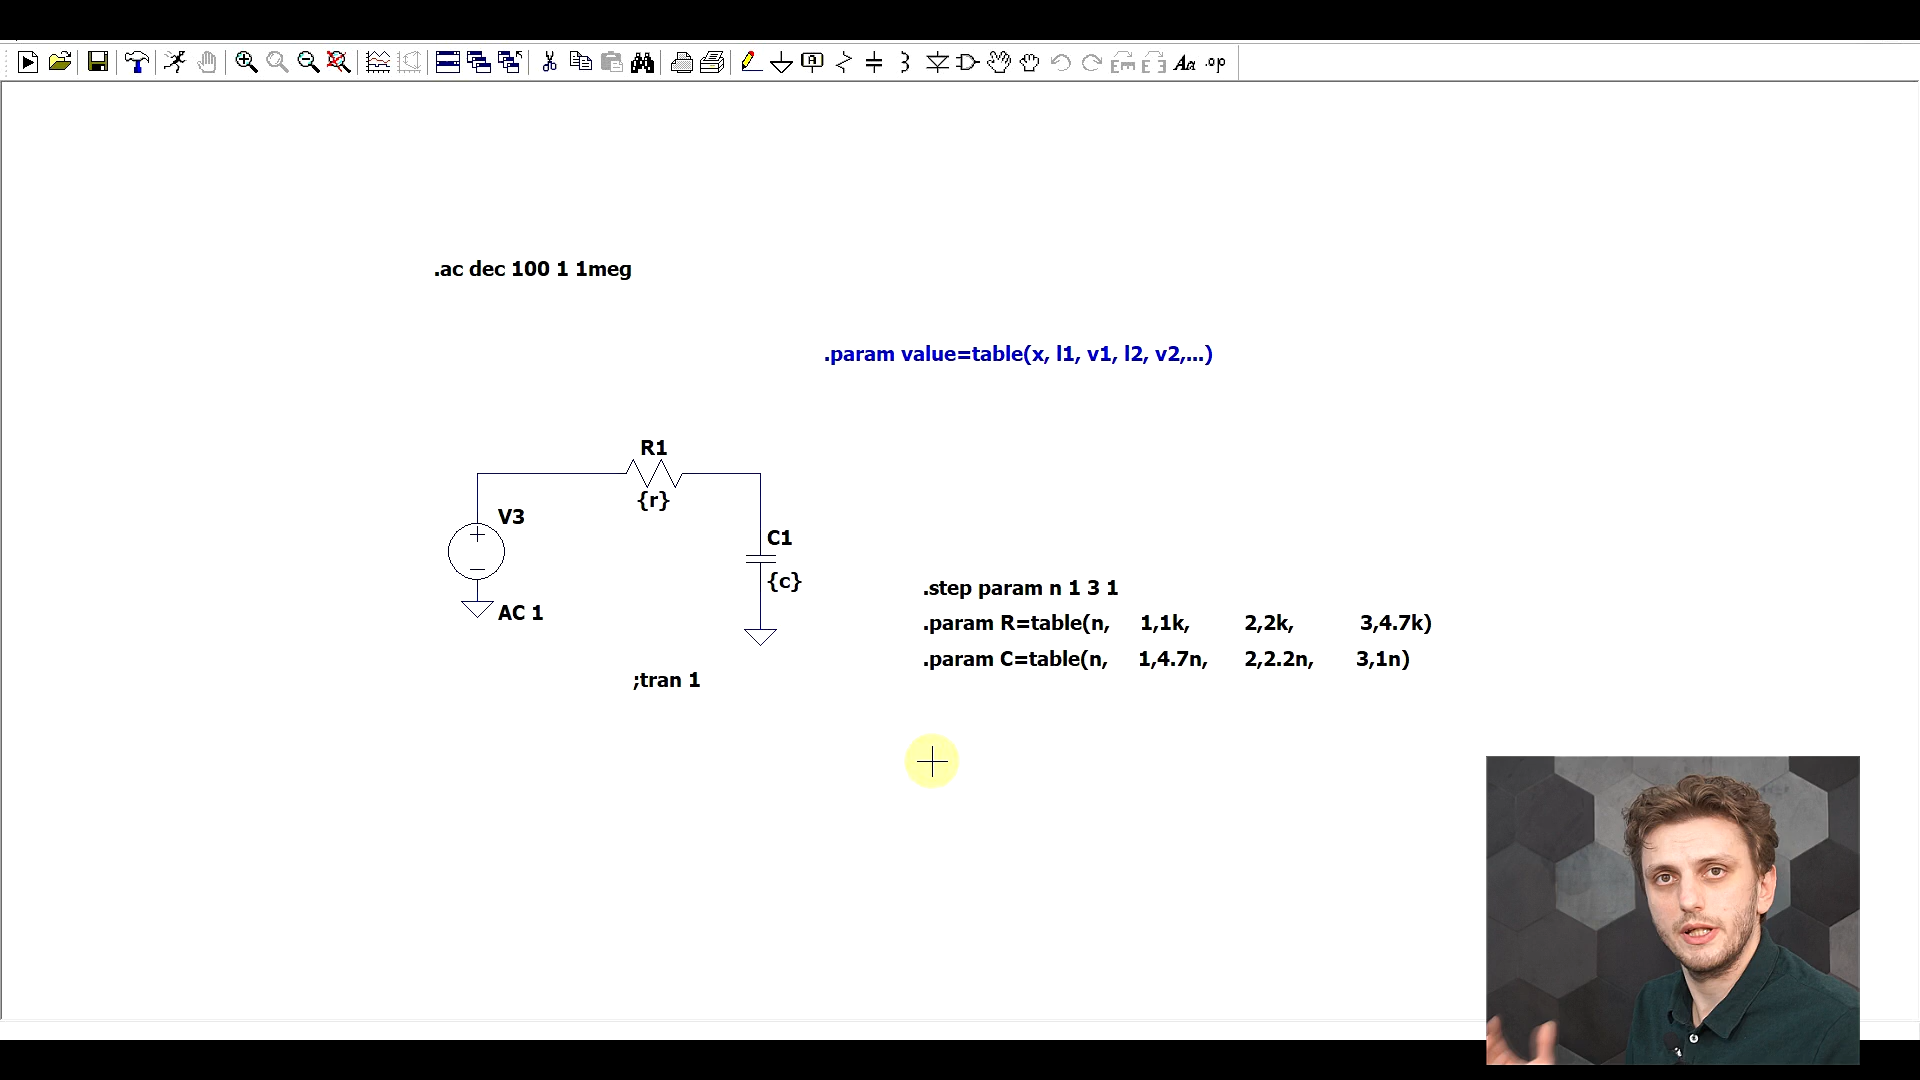 .ac dec 100 1 1meg
.param value=table(x, l1, v1, l2, v2,...)
R1
{r}
V3
AC 1
C1
{c}
;tran 1
.step param n 1 3 1
.param R=table(n, 1,1k, 2,2k, 3,4.7k)
.param C=table(n, 1,4.7n, 2,2.2n, 3,1n)
Aa
.op